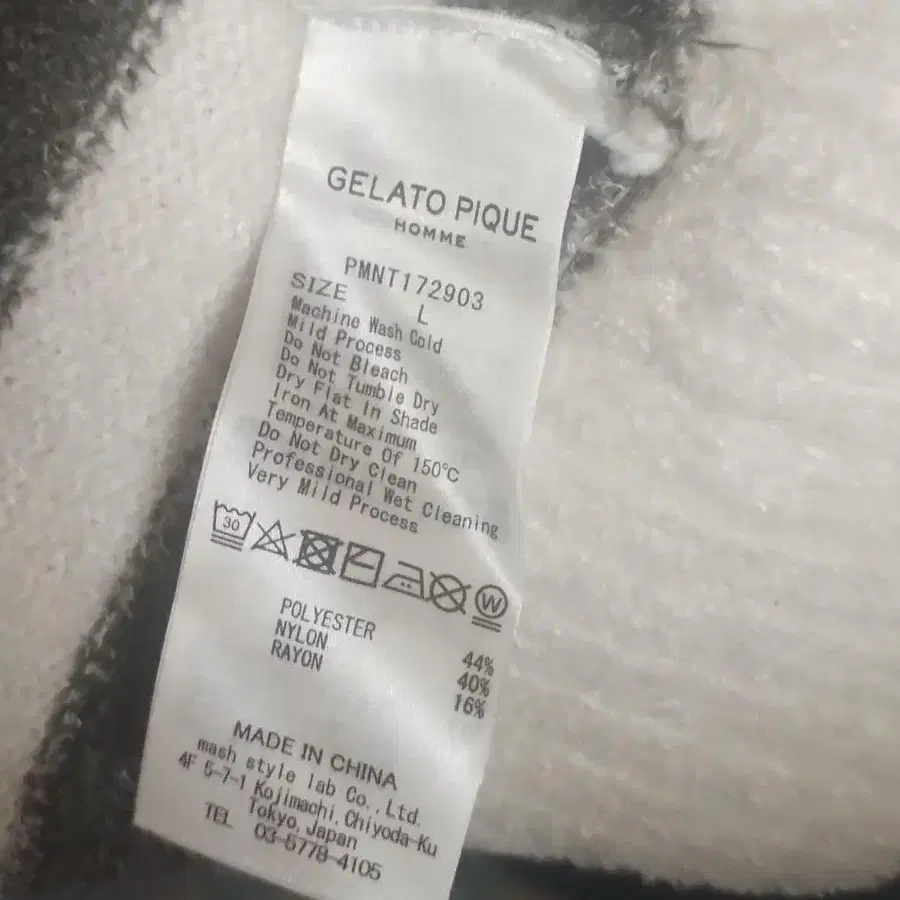 GELATO PIQUE
HOMME
PMNT172903
SIZE L
Machine Wash Cold
Mild Process
Do Not Bleach
Do Not Tumble Dry
Dry Flat In Shade
Iron At Maximum
Temperature Of 150℃
Do Not Dry Clean
Professional Wet Cleaning
Very Mild Process
30 W
POLYESTER 44%
NYLON 40%
RAYON 16%
MADE IN CHINA
mash style lab Co.,Ltd.
4F 5-7-1 Kojimachi,Chiyoda-Ku
Tokyo,Japan
TEL 03-5778-4105